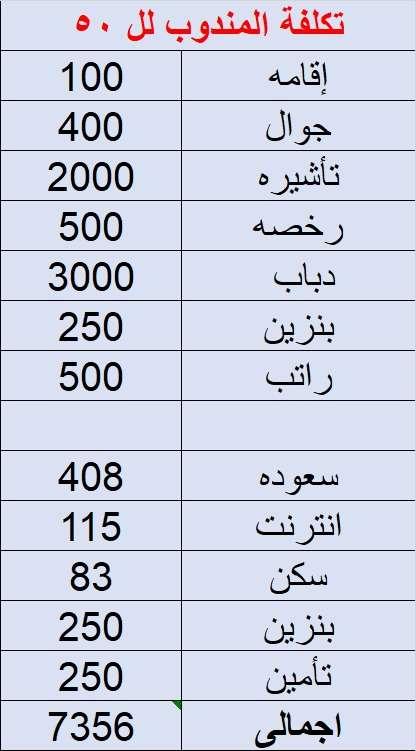 تكلفة المندوب لل ٥٠
إقامه 100
جوال 400
تأشيره 2000
رخصه 500
دباب 3000
بنزين 250
راتب 500
سعوده 408
انترنت 115
سكن 83
بنزين 250
تأمين 250
اجمالى 7356